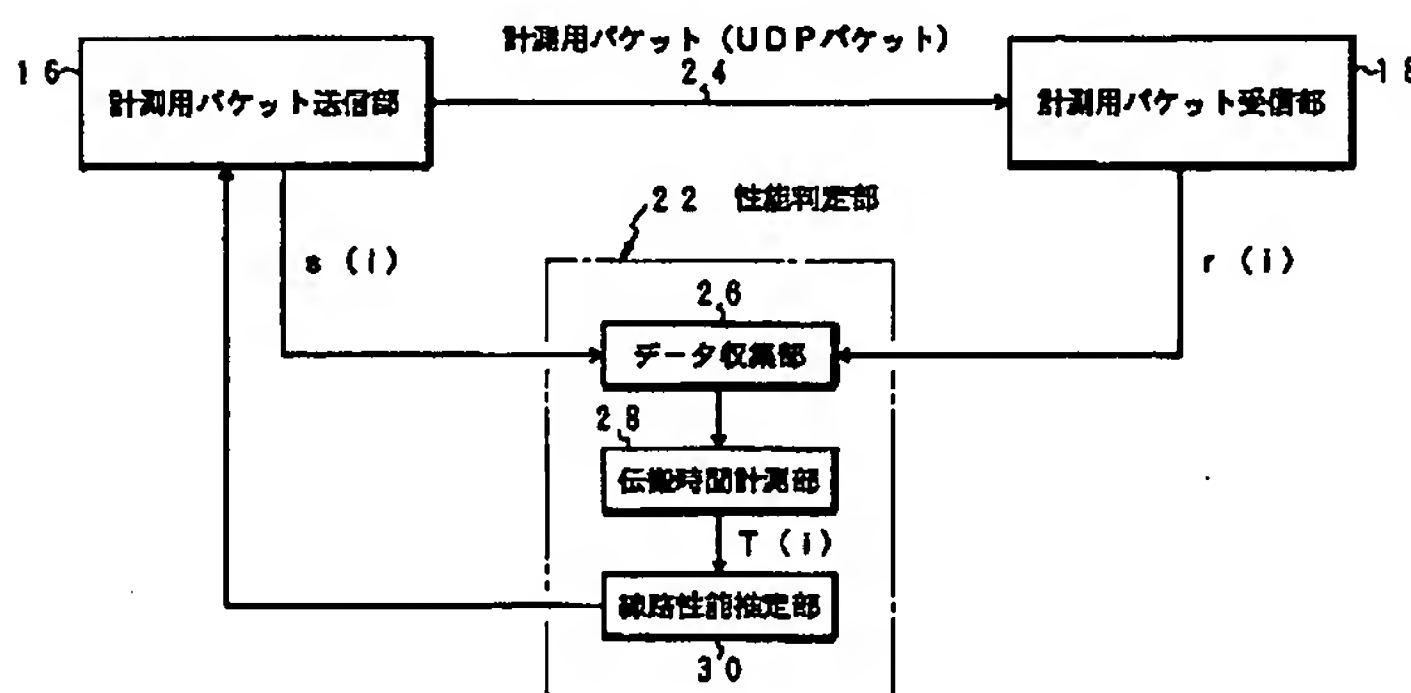 計測用パケット（UDPパケット）
16
24
18
計測用パケット送信部
計測用パケット受信部
22 性能判定部
s（i）
r（i）
26
データ収集部
28
伝搬時間計測部
T（i）
線路性能推定部
30